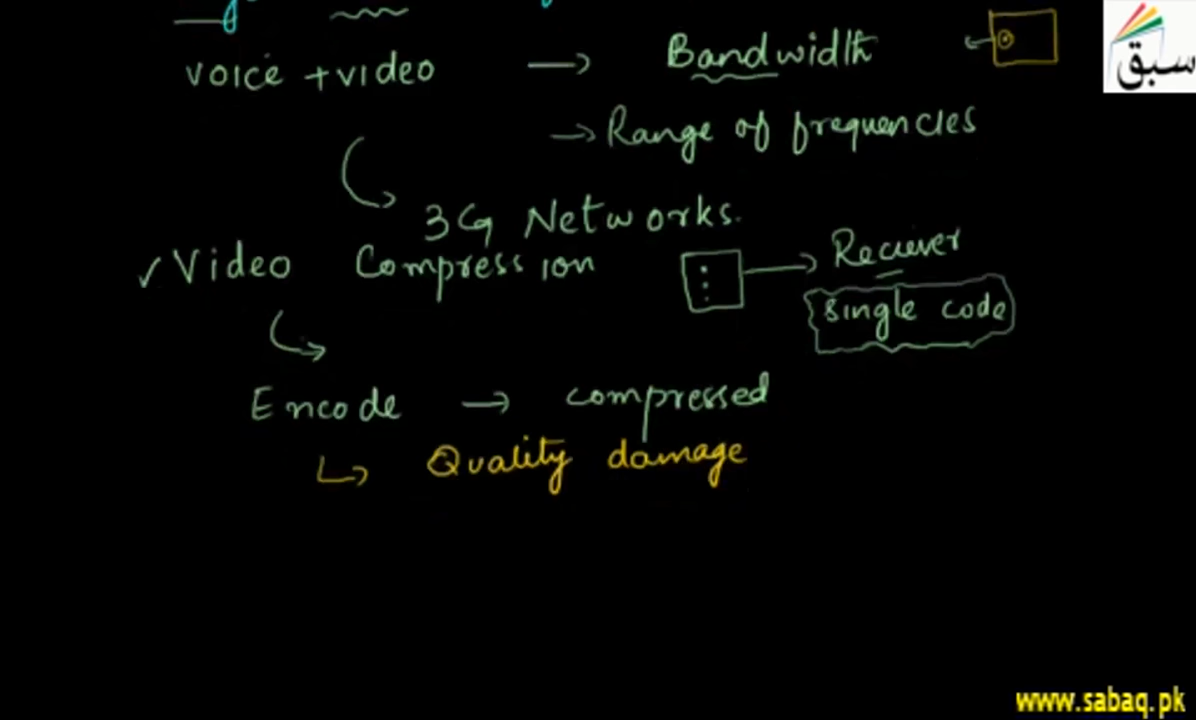 voice + video → Bandwidth
→ Range of frequencies
3G Networks.
✓ Video Compression
Reciever
single code
Encode → compressed
Quality damage
سبق
www.sabaq.pk